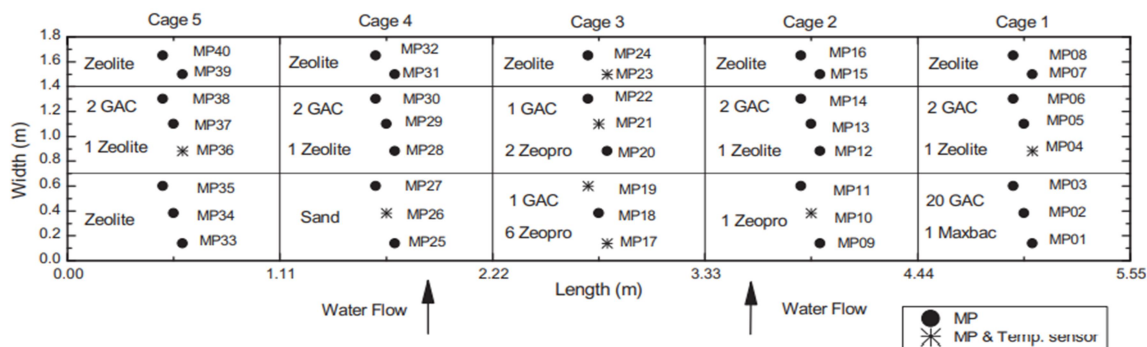 Cage 5 Cage 4 Cage 3 Cage 2 Cage 1
1.8
1.6
1.4
1.2
1.0
0.8
0.6
0.4
0.2
0.0
Width (m)
Zeolite MP40 Zeolite MP32 Zeolite MP24 Zeolite MP16 Zeolite MP08
MP39 MP31 MP23 MP15 MP07
2 GAC MP38 2 GAC MP30 1 GAC MP22 2 GAC MP14 2 GAC MP06
MP37 MP29 MP21 MP13 MP05
1 Zeolite MP36 1 Zeolite MP28 2 Zeopro MP20 1 Zeolite MP12 1 Zeolite MP04
MP35 MP27 1 GAC MP19 MP11 20 GAC MP03
Zeolite MP34 Sand MP26 MP18 1 Zeopro MP10 MP02
MP33 MP25 6 Zeopro MP17 MP09 1 Maxbac MP01
0.00 1.11 2.22 3.33 4.44 5.55
Length (m)
Water Flow Water Flow
MP
MP & Temp. sensor